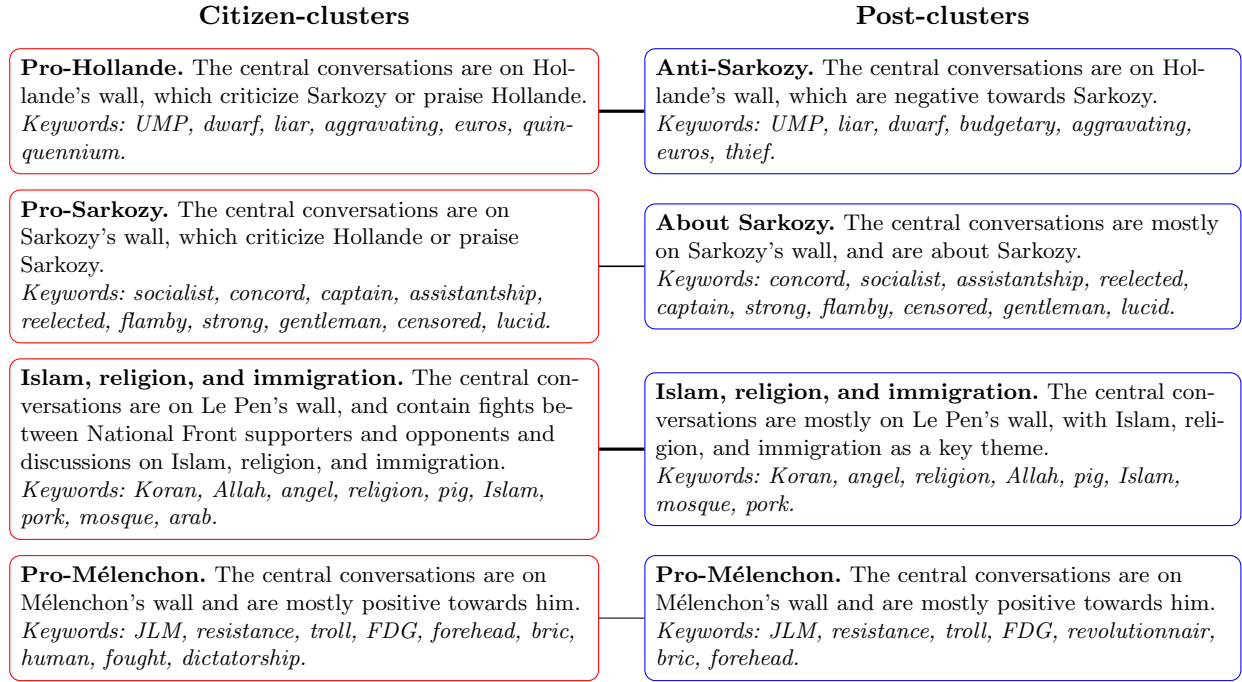 Citizen-clusters
Post-clusters
Pro-Hollande. The central conversations are on Hol-
lande's wall, which criticize Sarkozy or praise Hollande.
Keywords: UMP, dwarf, liar, aggravating, euros, quin-
quennium.
Anti-Sarkozy. The central conversations are on Hol-
lande's wall, which are negative towards Sarkozy.
Keywords: UMP, liar, dwarf, budgetary, aggravating,
euros, thief.
Pro-Sarkozy. The central conversations are on
Sarkozy's wall, which criticize Hollande or praise
Sarkozy.
Keywords: socialist, concord, captain, assistantship,
reelected, flamby, strong, gentleman, censored, lucid.
About Sarkozy. The central conversations are mostly
on Sarkozy's wall, and are about Sarkozy.
Keywords: concord, socialist, assistantship, reelected,
captain, strong, flamby, censored, gentleman, lucid.
Islam, religion, and immigration. The central con-
versations are on Le Pen's wall, and contain fights be-
tween National Front supporters and opponents and
discussions on Islam, religion, and immigration.
Keywords: Koran, Allah, angel, religion, pig, Islam,
pork, mosque, arab.
Islam, religion, and immigration. The central con-
versations are mostly on Le Pen's wall, with Islam, reli-
gion, and immigration as a key theme.
Keywords: Koran, angel, religion, Allah, pig, Islam,
mosque, pork.
Pro-Mélenchon. The central conversations are on
Mélenchon's wall and are mostly positive towards him.
Keywords: JLM, resistance, troll, FDG, forehead, bric,
human, fought, dictatorship.
Pro-Mélenchon. The central conversations are on
Mélenchon's wall and are mostly positive towards him.
Keywords: JLM, resistance, troll, FDG, revolutionnair,
bric, forehead.